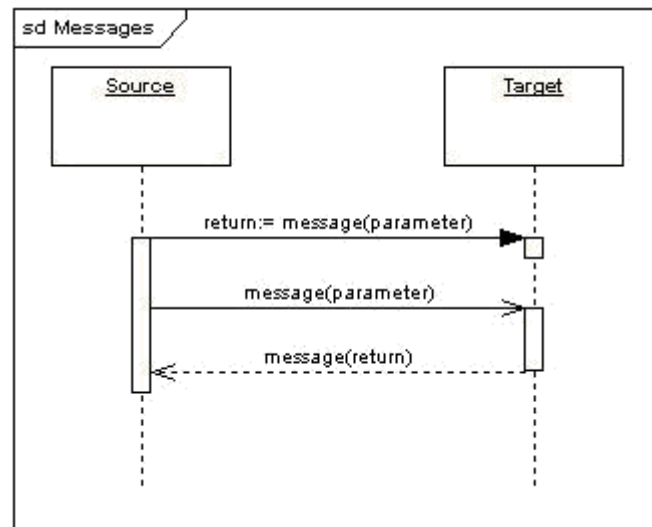 sd Messages
Source
Target
return:= message(parameter)
message(parameter)
message(return)